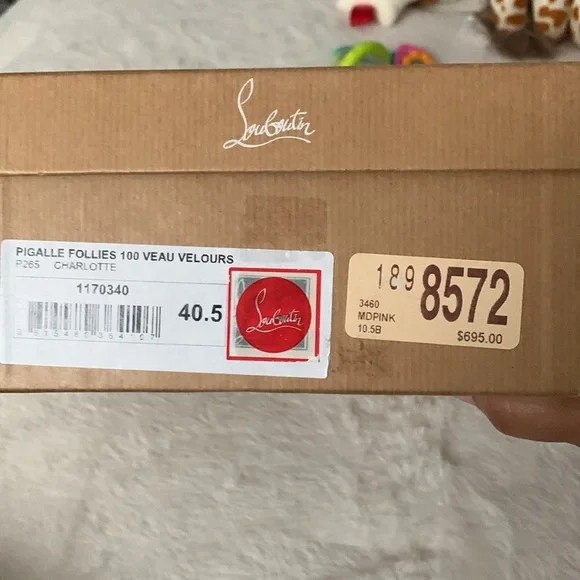 Louboutin
PIGALLE FOLLIES 100 VEAU VELOURS
P265 CHARLOTTE
1170340
40.5
Louboutin
189 8572
3460
MDPINK
10.5B
$695.00